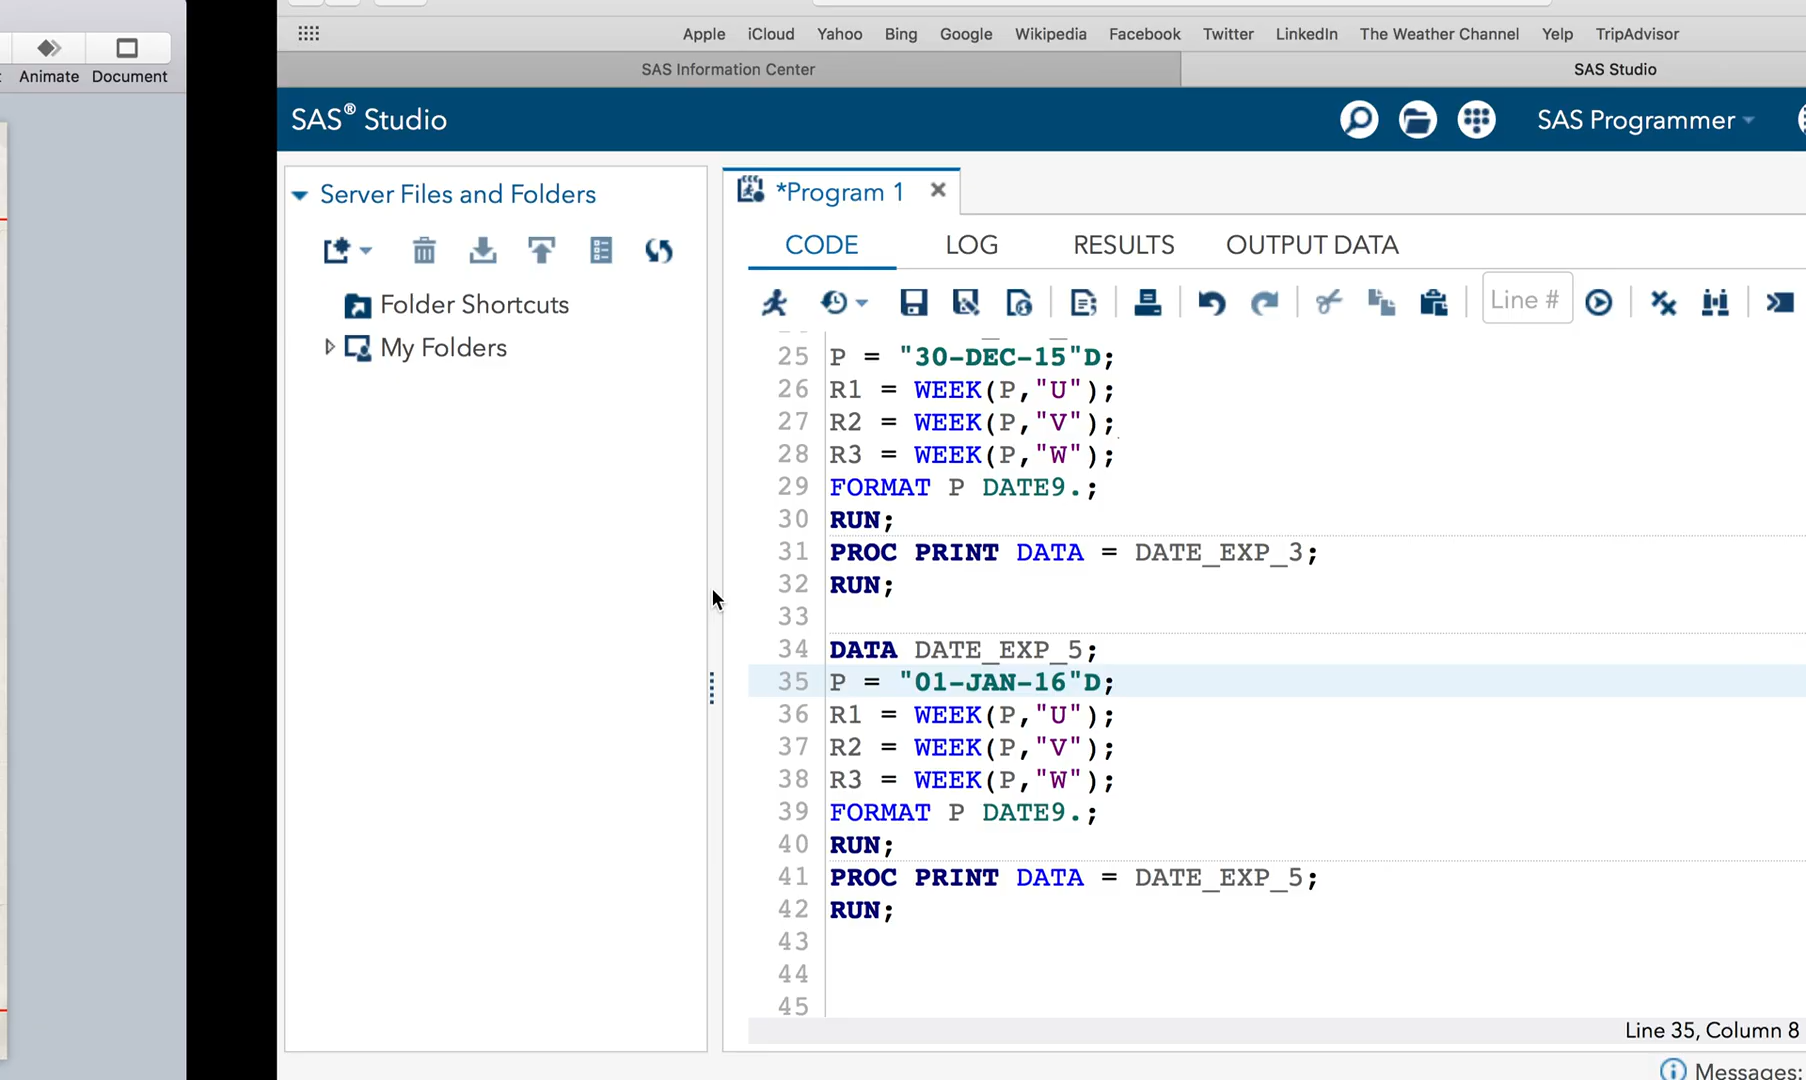 Animate Document
Apple iCloud Yahoo Bing Google Wikipedia Facebook Twitter LinkedIn The Weather Channel Yelp TripAdvisor
SAS Information Center SAS Studio
SAS® Studio SAS Programmer
Server Files and Folders
Folder Shortcuts
My Folders
*Program 1
CODE LOG RESULTS OUTPUT DATA
Line #
25 P = "30-DEC-15"D;
26 R1 = WEEK(P,"U");
27 R2 = WEEK(P,"V");
28 R3 = WEEK(P,"W");
29 FORMAT P DATE9.;
30 RUN;
31 PROC PRINT DATA = DATE_EXP_3;
32 RUN;
33
34 DATA DATE_EXP_5;
35 P = "01-JAN-16"D;
36 R1 = WEEK(P,"U");
37 R2 = WEEK(P,"V");
38 R3 = WEEK(P,"W");
39 FORMAT P DATE9.;
40 RUN;
41 PROC PRINT DATA = DATE_EXP_5;
42 RUN;
43
44
45
Line 35, Column 8
Messages: